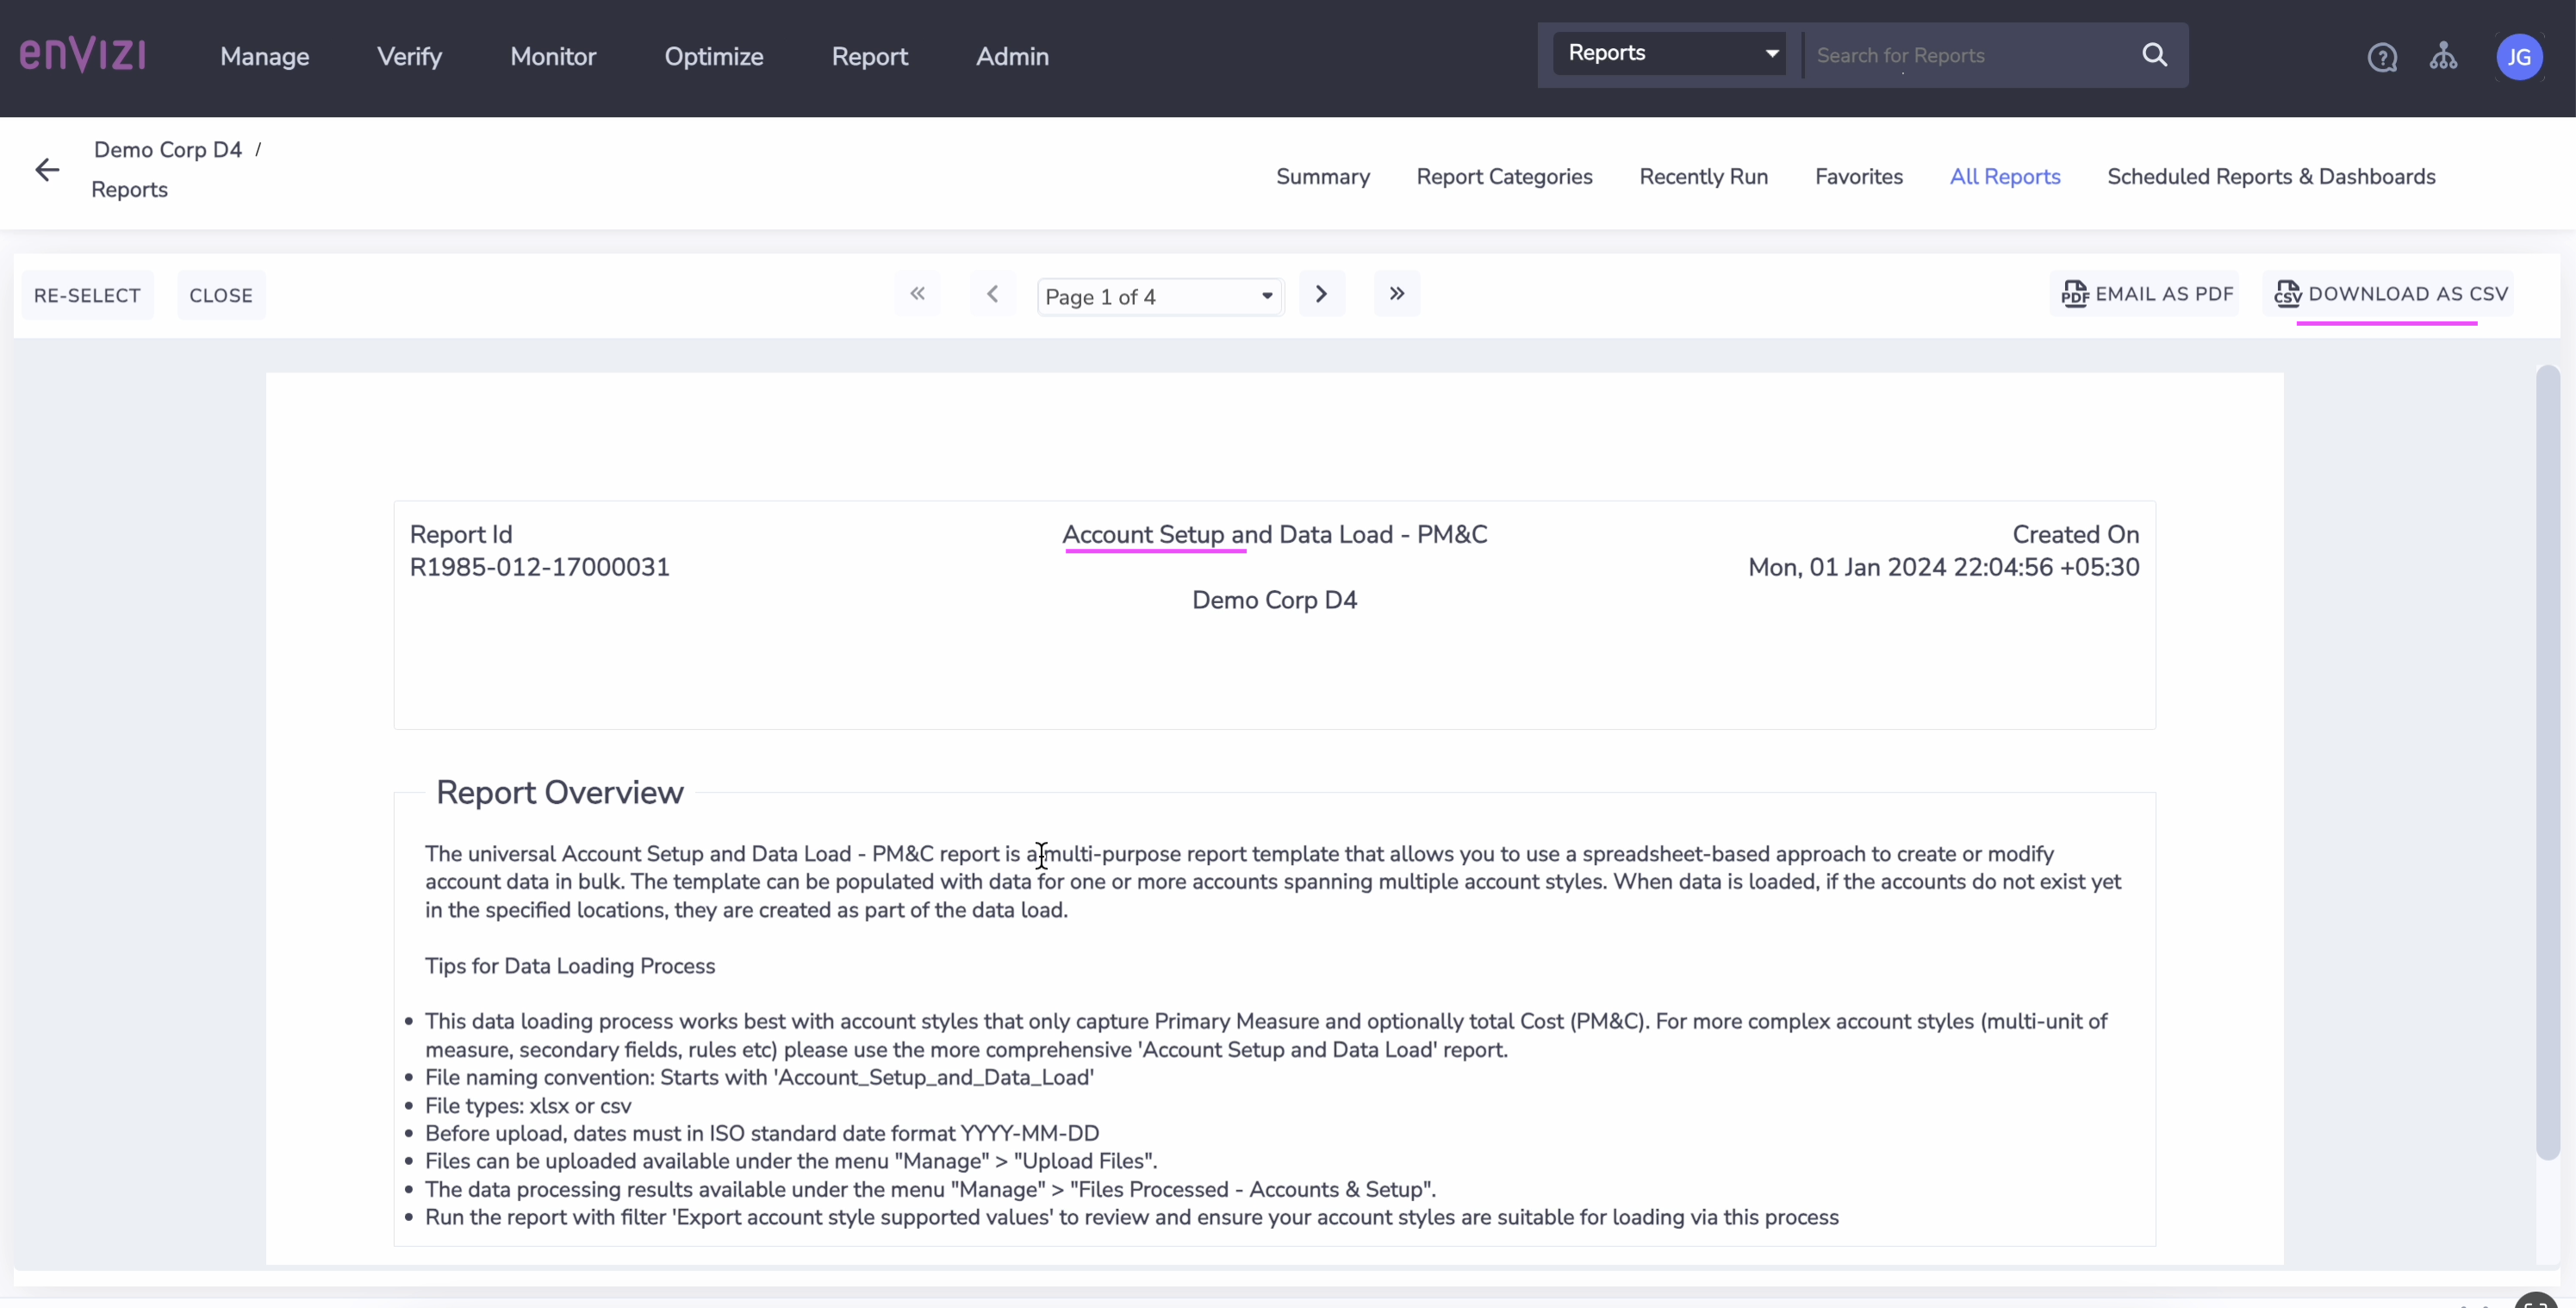 enVIZI
Manage Verify Monitor Optimize Report Admin
Reports Search for Reports
JG
Demo Corp D4 /
Reports
Summary Report Categories Recently Run Favorites All Reports Scheduled Reports & Dashboards
RE-SELECT CLOSE
« ‹ Page 1 of 4 › »
PDF EMAIL AS PDF CSV DOWNLOAD AS CSV
Report Id Account Setup and Data Load - PM&C Created On
R1985-012-17000031 Mon, 01 Jan 2024 22:04:56 +05:30
Demo Corp D4
Report Overview
The universal Account Setup and Data Load - PM&C report is a multi-purpose report template that allows you to use a spreadsheet-based approach to create or modify
account data in bulk. The template can be populated with data for one or more accounts spanning multiple account styles. When data is loaded, if the accounts do not exist yet
in the specified locations, they are created as part of the data load.
Tips for Data Loading Process
• This data loading process works best with account styles that only capture Primary Measure and optionally total Cost (PM&C). For more complex account styles (multi-unit of
measure, secondary fields, rules etc) please use the more comprehensive 'Account Setup and Data Load' report.
• File naming convention: Starts with 'Account_Setup_and_Data_Load'
• File types: xlsx or csv
• Before upload, dates must in ISO standard date format YYYY-MM-DD
• Files can be uploaded available under the menu "Manage" > "Upload Files".
• The data processing results available under the menu "Manage" > "Files Processed - Accounts & Setup".
• Run the report with filter 'Export account style supported values' to review and ensure your account styles are suitable for loading via this process